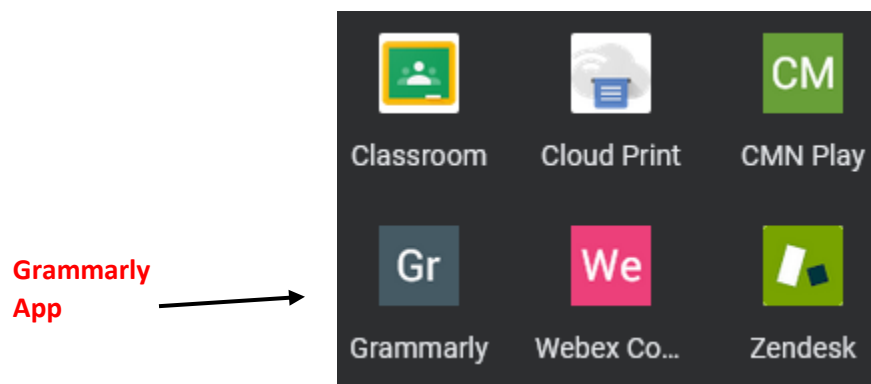 CM
Classroom Cloud Print CMN Play
Gr We
Grammarly
App
Grammarly Webex Co... Zendesk